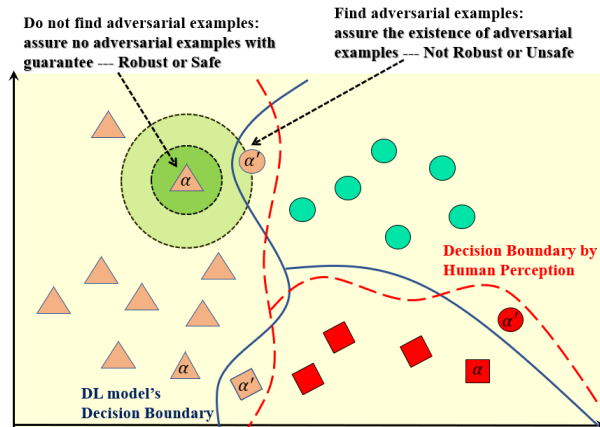 Do not find adversarial examples:
assure no adversarial examples with
guarantee --- Robust or Safe
Find adversarial examples:
assure the existence of adversarial
examples --- Not Robust or Unsafe
α′
α
Decision Boundary by
Human Perception
α′
α
α′
α
DL model's
Decision Boundary